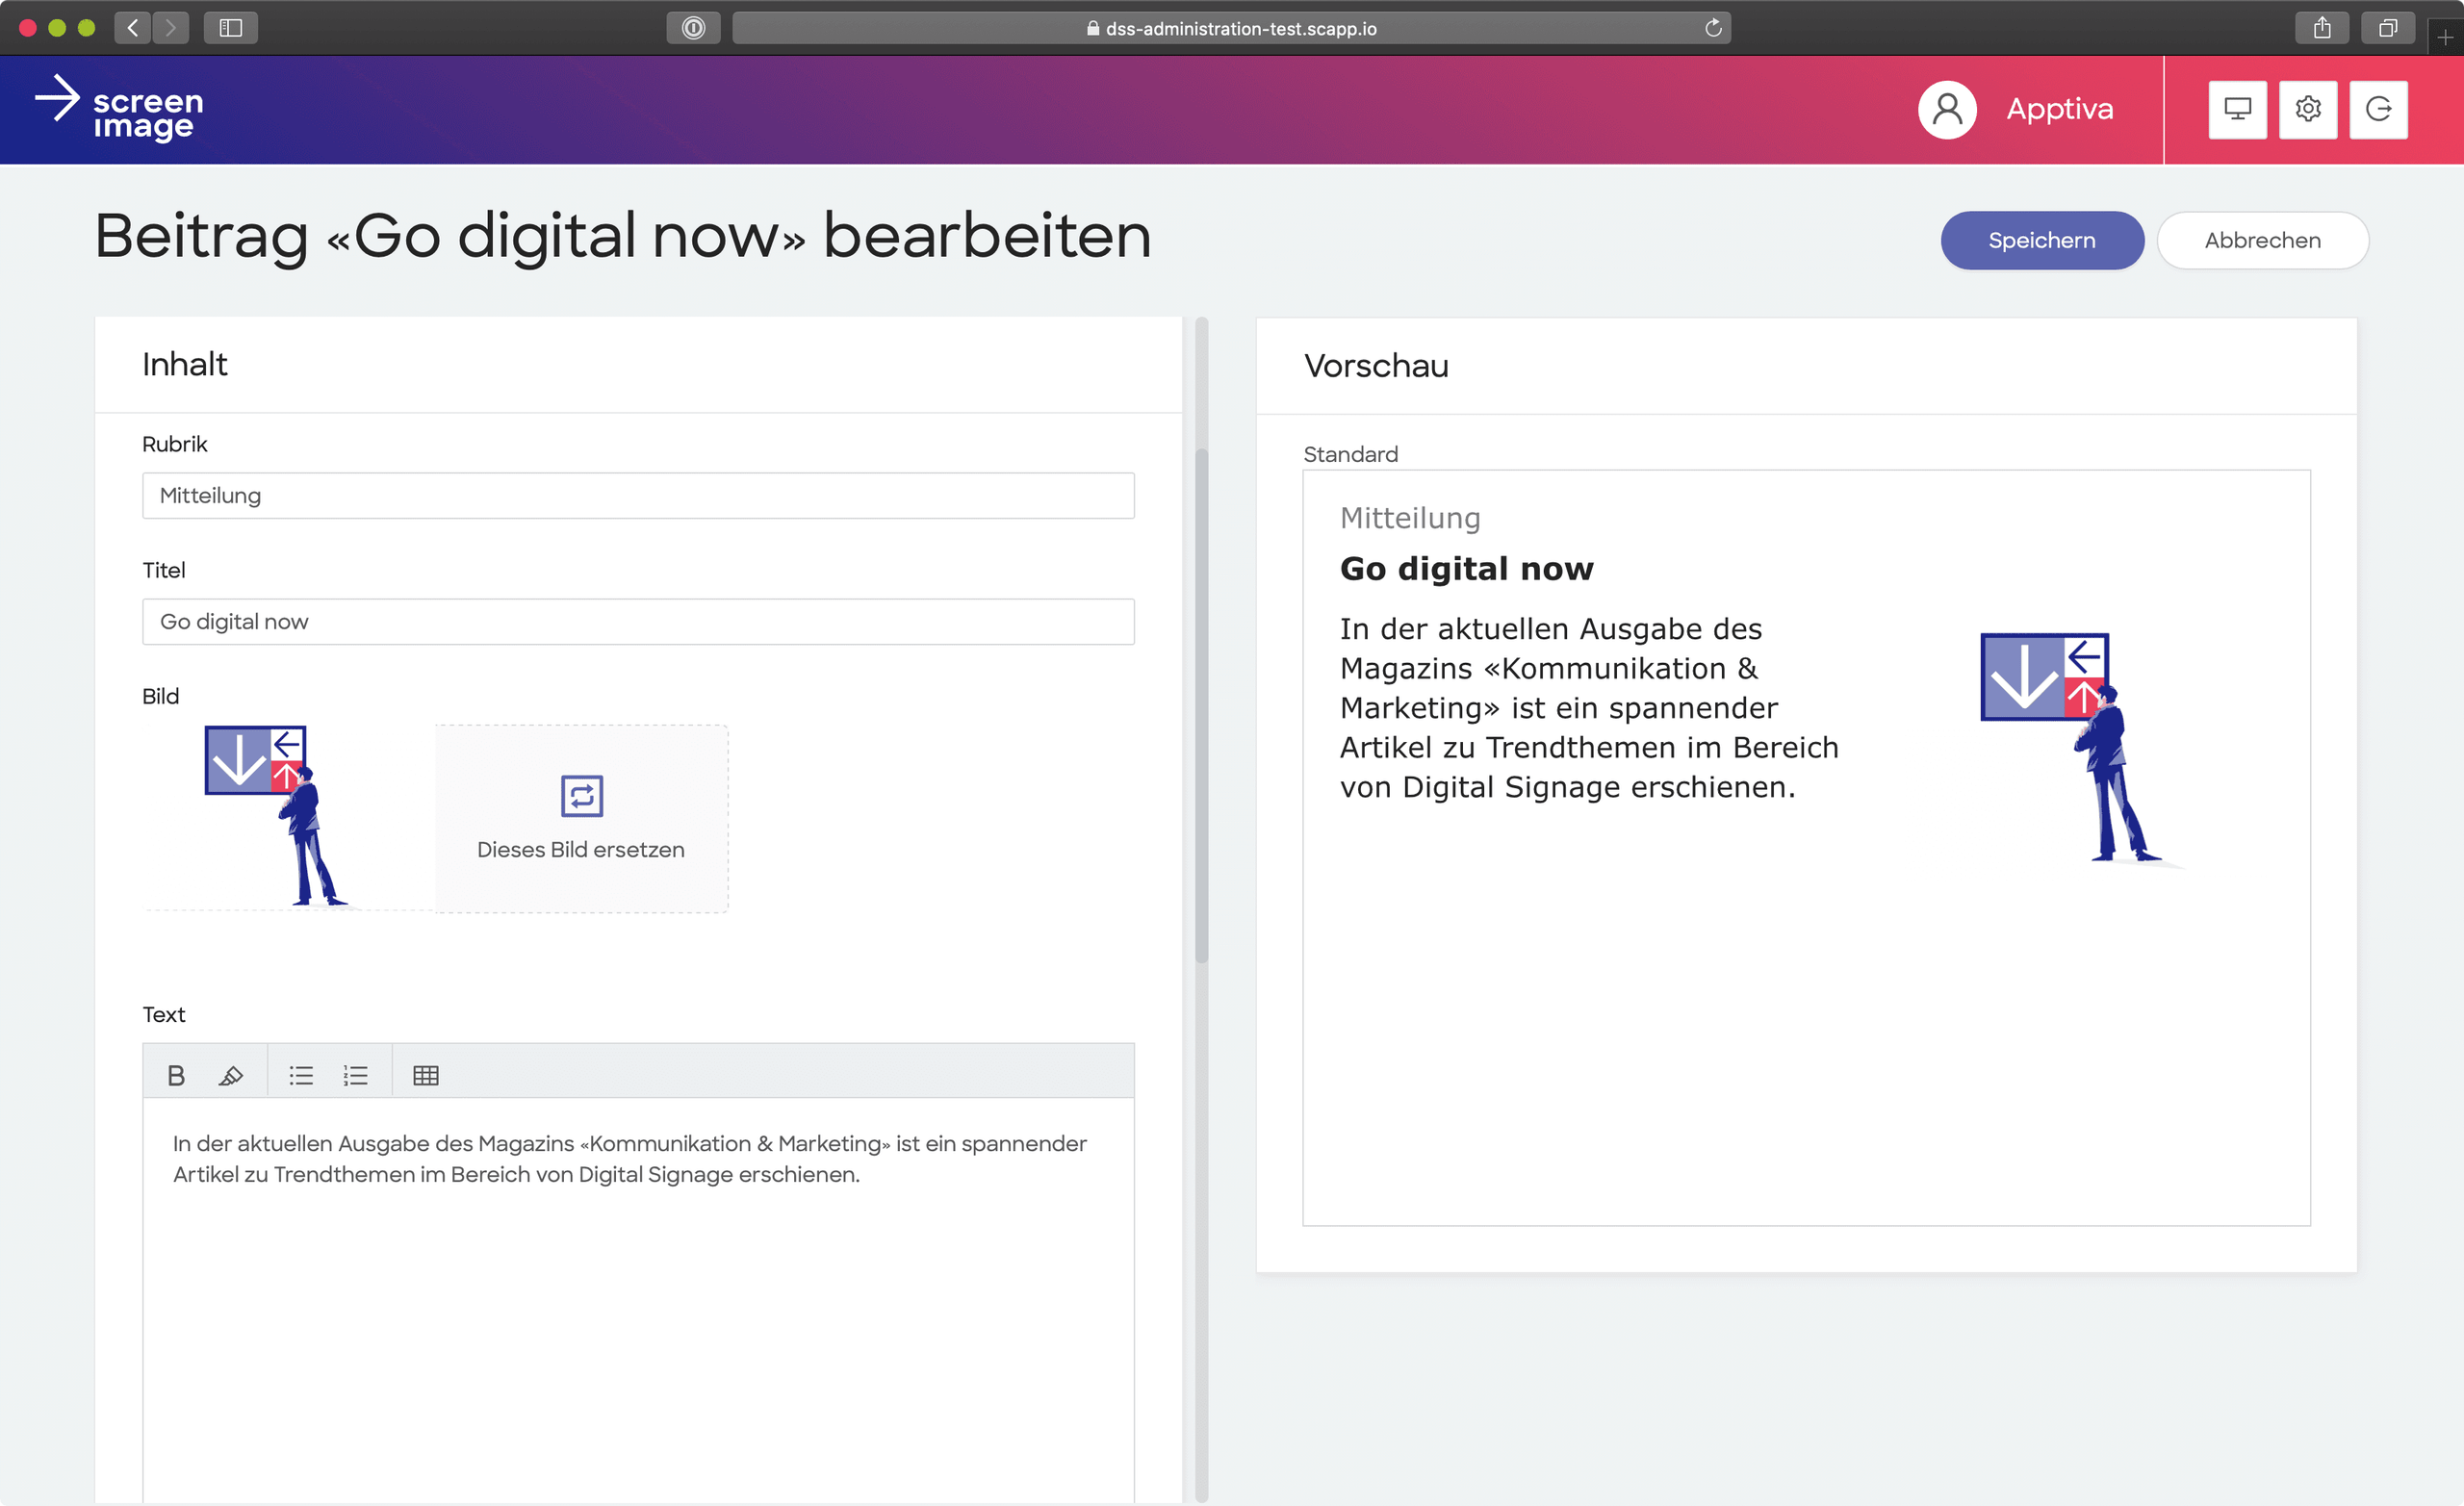 dss-administration-test.scapp.io
screen
image
Apptiva
Beitrag «Go digital now» bearbeiten
Speichern
Abbrechen
Inhalt
Rubrik
Mitteilung
Titel
Go digital now
Bild
Dieses Bild ersetzen
Text
B
In der aktuellen Ausgabe des Magazins «Kommunikation & Marketing» ist ein spannender
Artikel zu Trendthemen im Bereich von Digital Signage erschienen.
Vorschau
Standard
Mitteilung
Go digital now
In der aktuellen Ausgabe des
Magazins «Kommunikation &
Marketing» ist ein spannender
Artikel zu Trendthemen im Bereich
von Digital Signage erschienen.